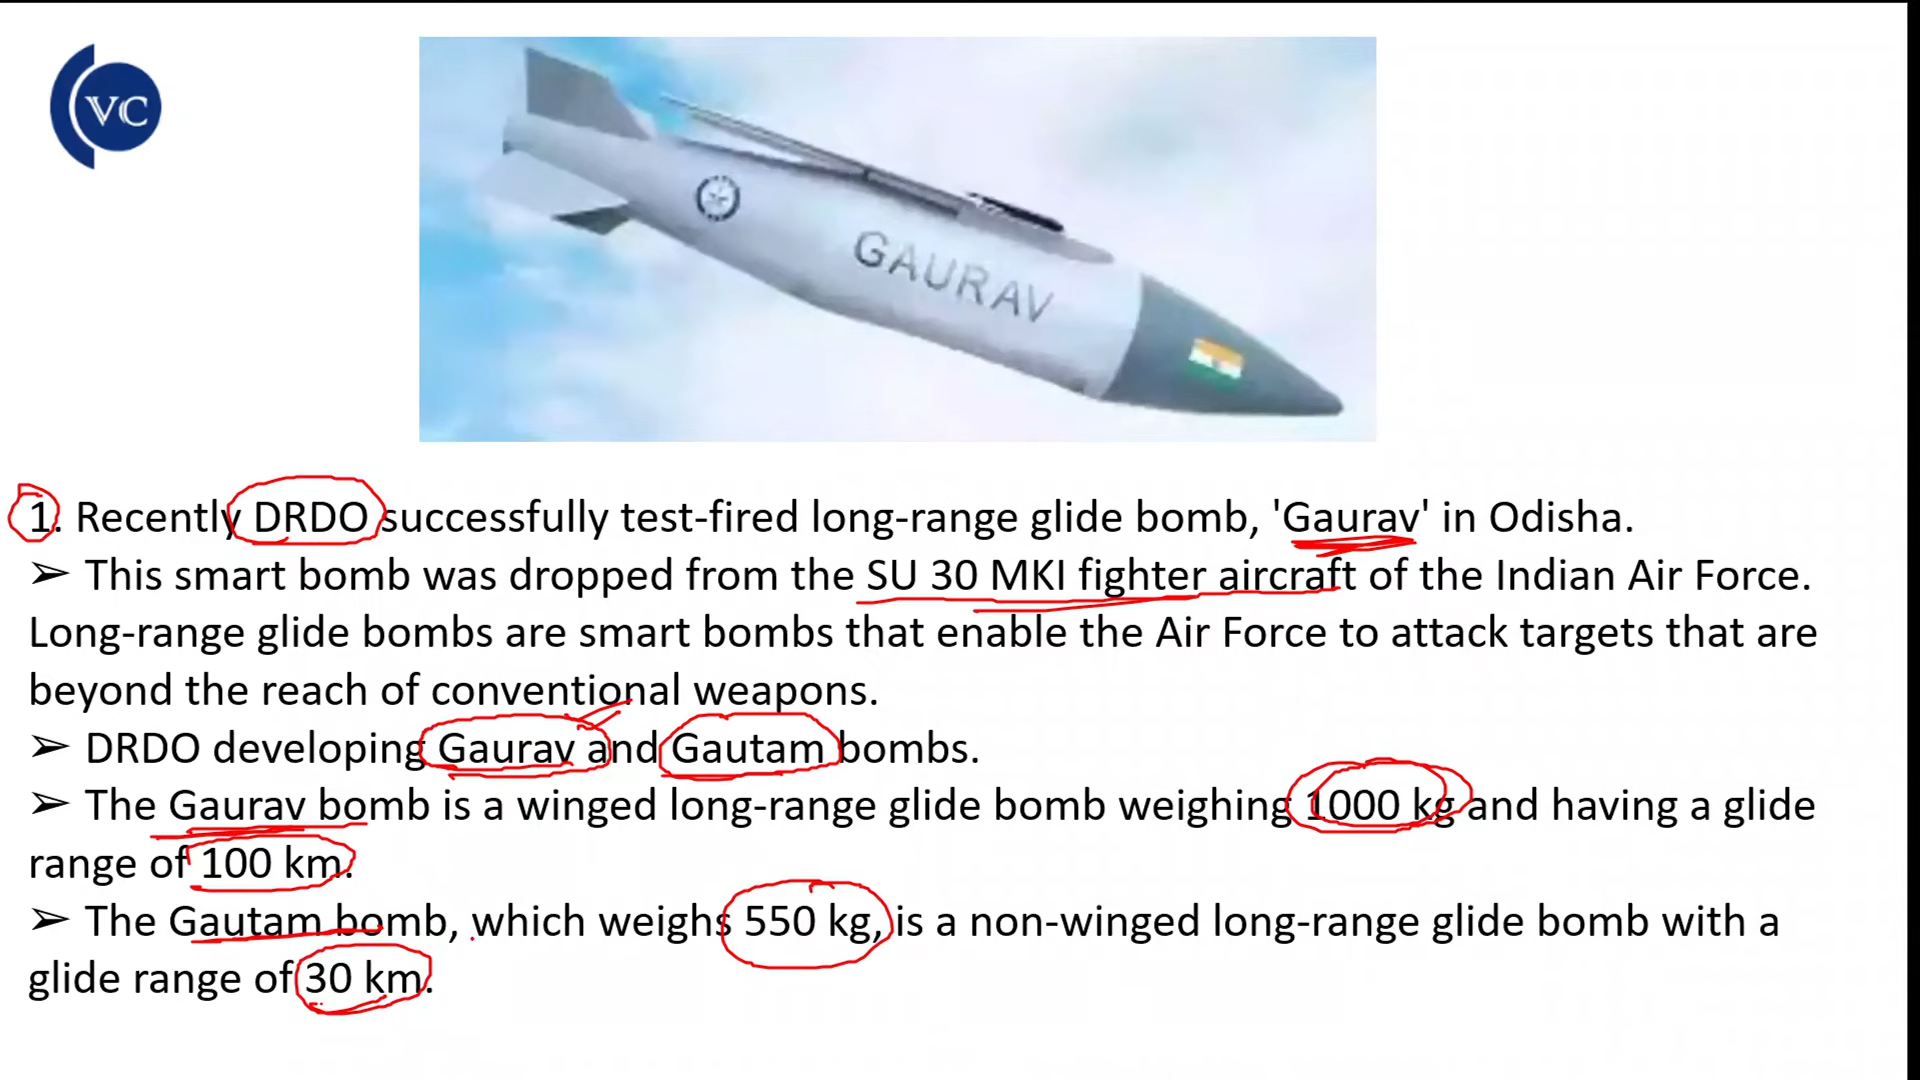 VC
GAURAV
1. Recently DRDO successfully test-fired long-range glide bomb, 'Gaurav' in Odisha.
➢ This smart bomb was dropped from the SU 30 MKI fighter aircraft of the Indian Air Force.
Long-range glide bombs are smart bombs that enable the Air Force to attack targets that are
beyond the reach of conventional weapons.
➢ DRDO developing Gaurav and Gautam bombs.
➢ The Gaurav bomb is a winged long-range glide bomb weighing 1000 kg and having a glide
range of 100 km.
➢ The Gautam bomb, which weighs 550 kg, is a non-winged long-range glide bomb with a
glide range of 30 km.